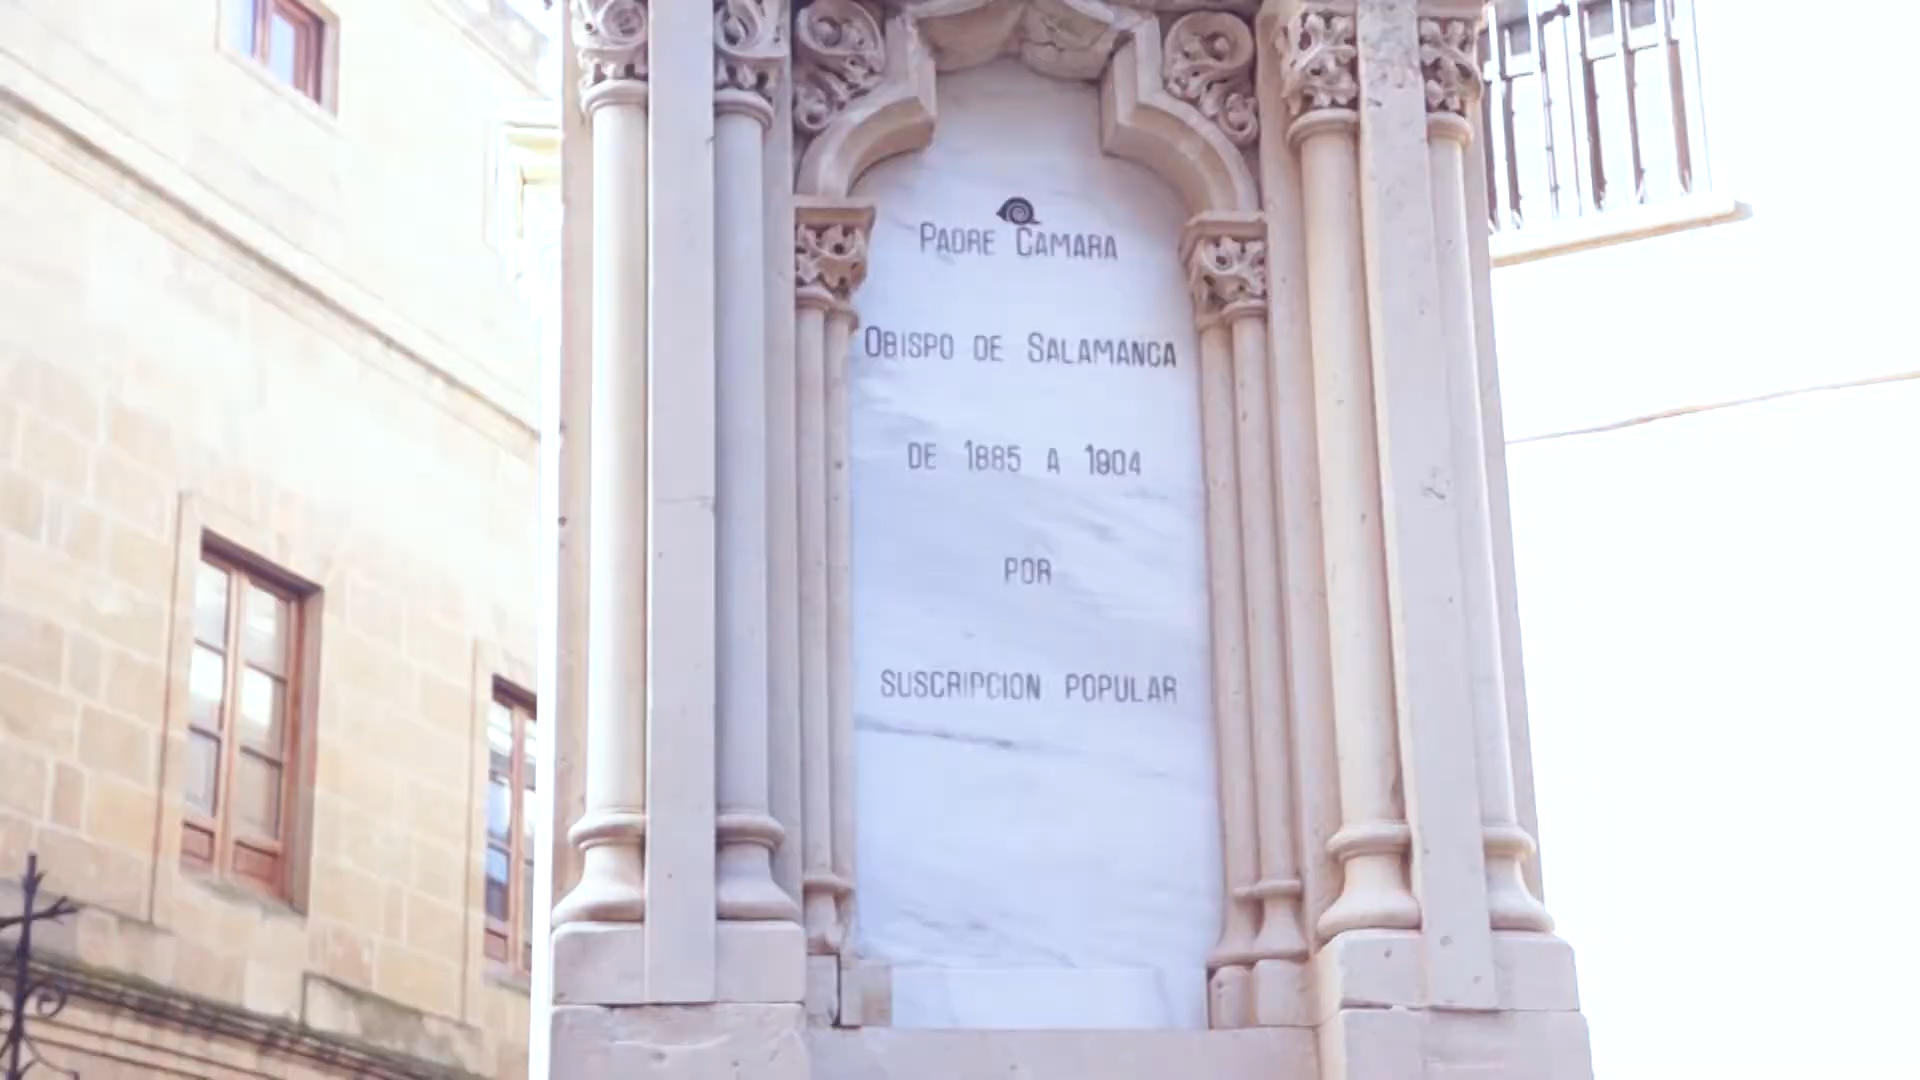 PADRE CAMARA
OBISPO DE SALAMANCA
DE 1885 A 1904
POR
SUSCRIPCION POPULAR